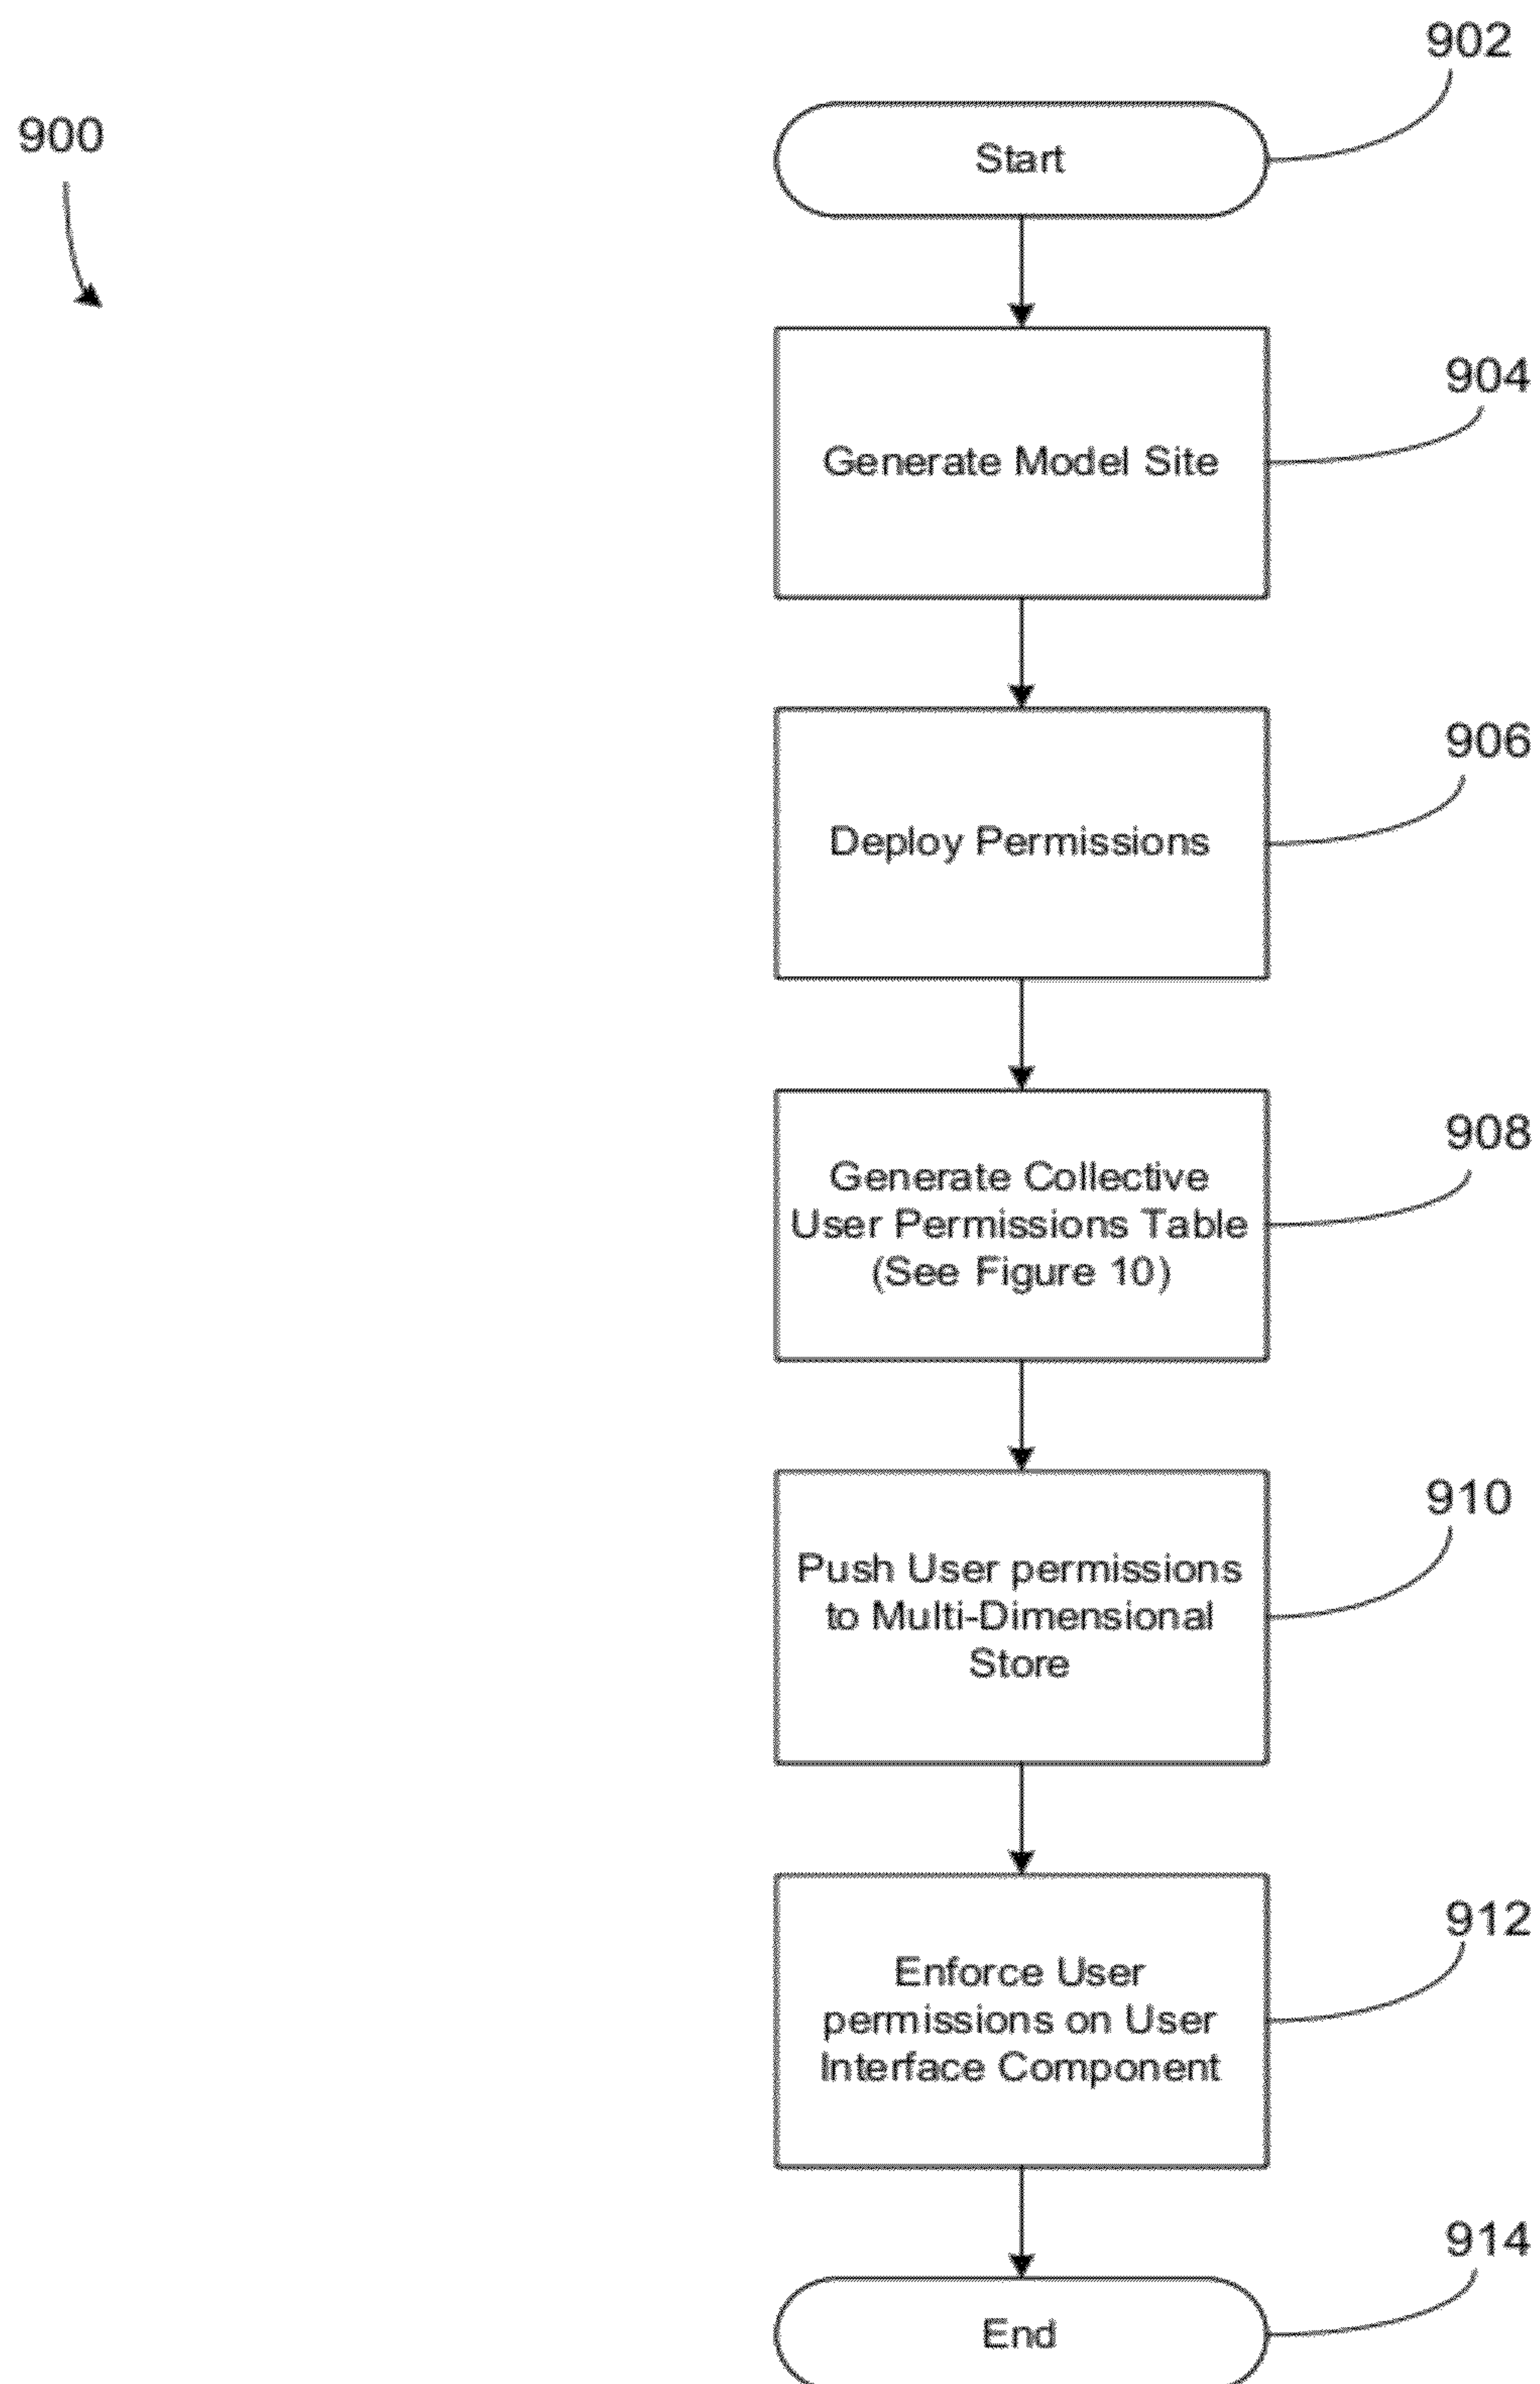 902
900
Start
904
Generate Model Site
906
Deploy Permissions
908
Generate Collective
User Permissions Table
(See Figure 10)
910
Push User permissions
to Multi-Dimensional
Store
912
Enforce User
permissions on User
Interface Component
914
End